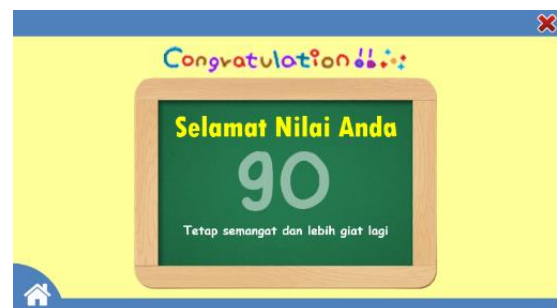 Congratulation!!
Selamat Nilai Anda
90
Tetap semangat dan lebih giat lagi